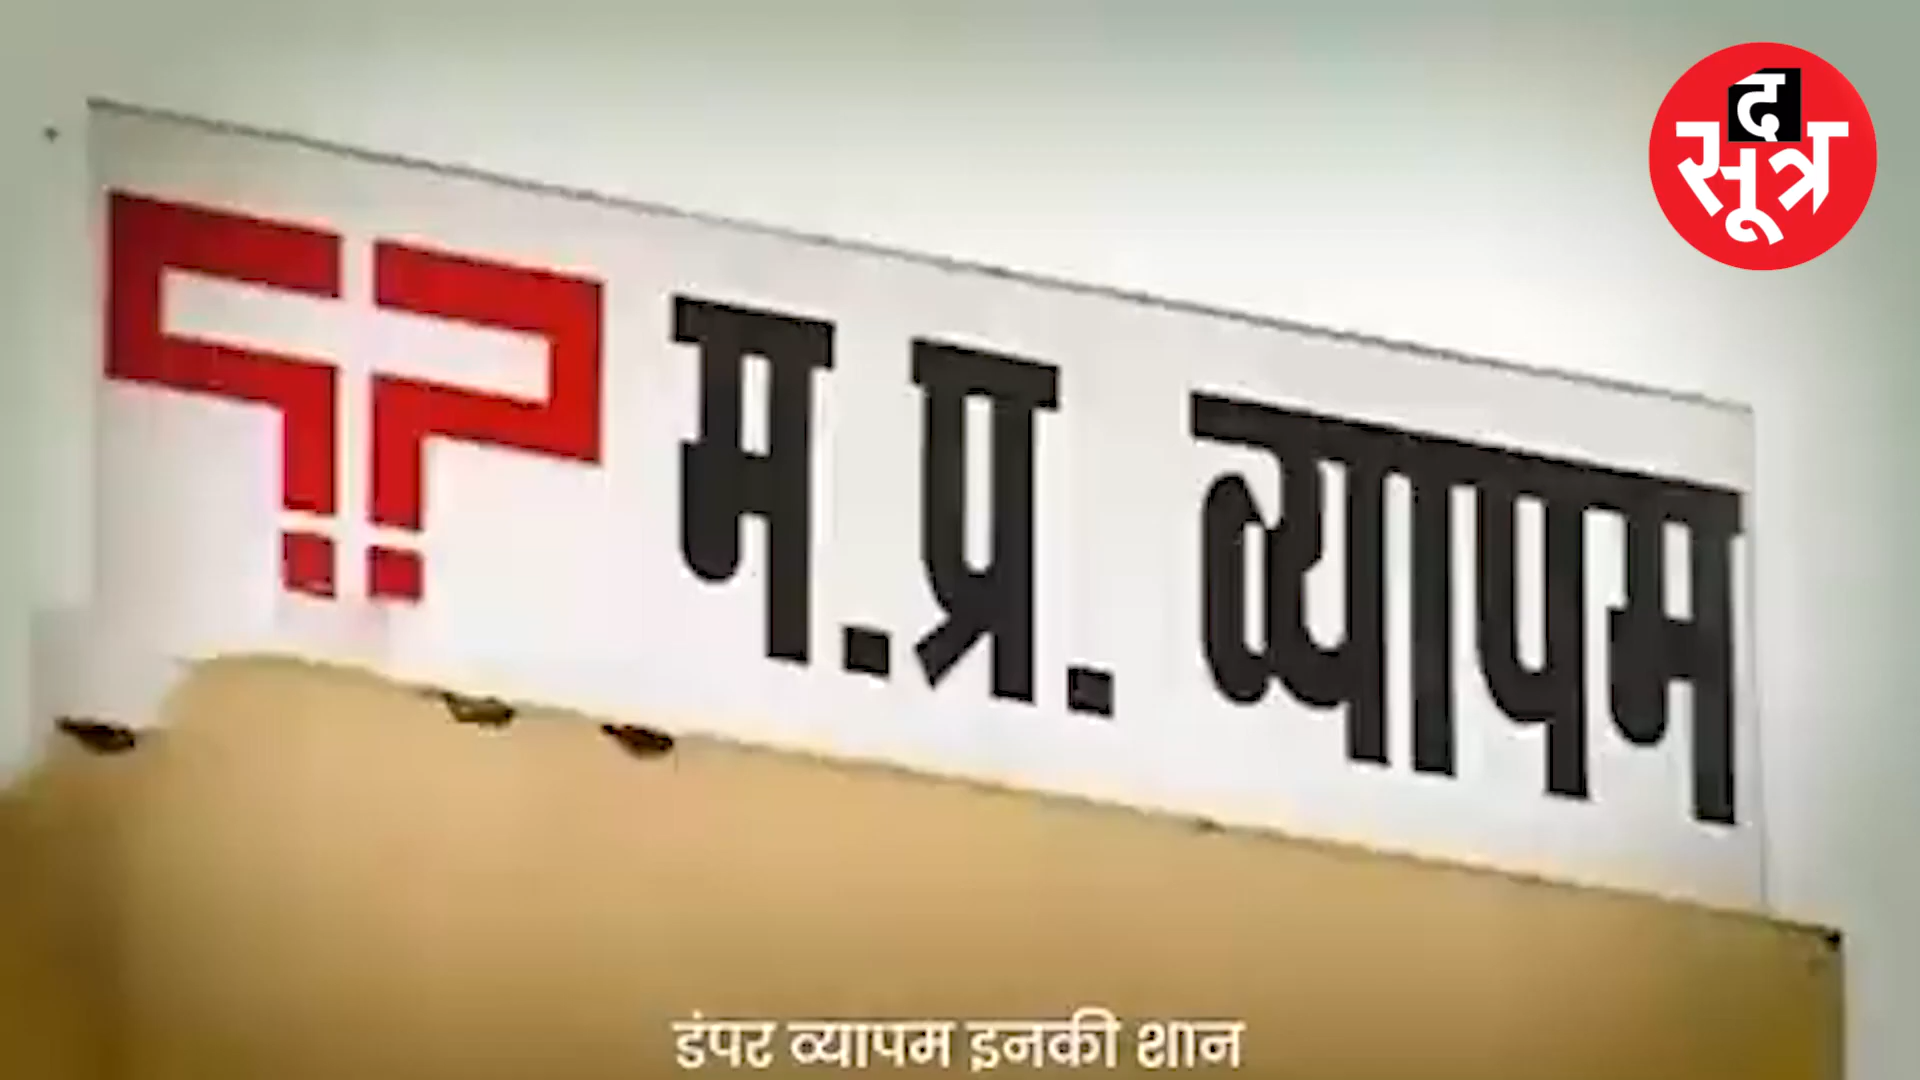 द
सूत्र
म.प्र. व्यापम
डंपर व्यापम इनकी शान